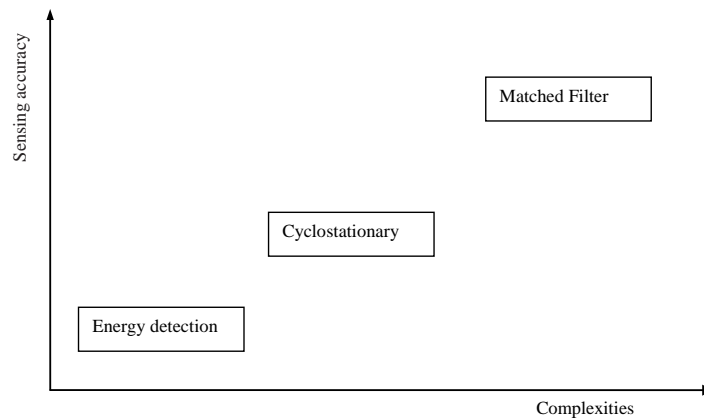 Sensing accuracy
Matched Filter
Cyclostationary
Energy detection
Complexities